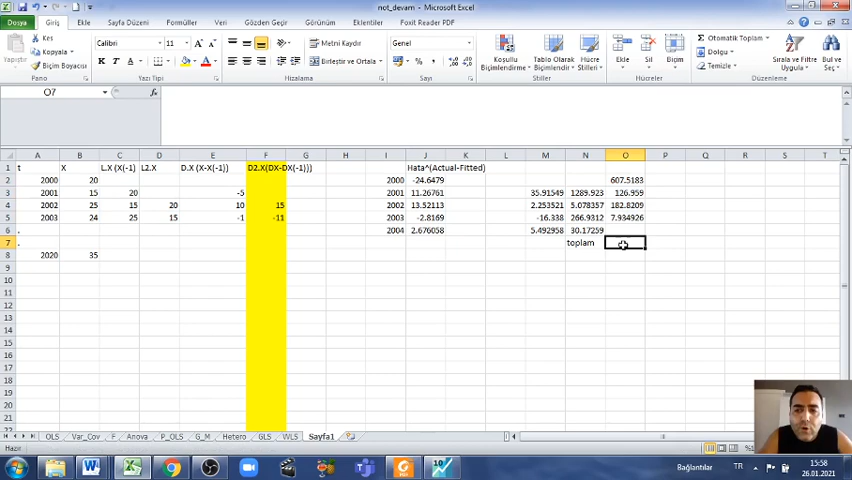 not_devam - Microsoft Excel
Dosya Giriş Ekle Sayfa Düzeni Formüller Veri Gözden Geçir Görünüm Eklentiler Foxit Reader PDF
Kes
Kopyala
Biçim Boyacısı
Yapıştır
Pano
Calibri 11
K T A
Yazı Tipi
Metni Kaydır
Birleştir ve Ortala
Hizalama
Genel
Sayı
Koşullu Biçimlendirme
Tablo Olarak Biçimlendir
Hücre Stilleri
Stiller
Ekle Sil Biçim
Hücreler
Otomatik Toplam
Dolgu
Temizle
Sırala ve Filtre Uygula
Bul ve Seç
Düzenleme
O7 fx
A B C D E F G H I J K L M N O P Q R S T
1 t X L.X (X(-1) L2.X D.X (X-X(-1)) D2.X(DX-DX(-1))) Hata^(Actual-Fitted)
2 2000 20 2000 -24.6479 607.5183
3 2001 15 20 -5 2001 11.26761 35.91549 1289.923 126.959
4 2002 25 15 20 10 15 2002 13.52113 2.253521 5.078357 182.8209
5 2003 24 25 15 -1 -11 2003 -2.8169 -16.338 266.9312 7.934926
6 . 2004 2.676058 5.492958 30.17259
7 . toplam
8 2020 35
9
10
11
12
13
14
15
16
17
18
19
20
21
22
OLS Var_Cov F Anova P_OLS G_M Hetero GLS WLS Sayfa1
Hazır
Bağlantılar TR 15:58
26.01.2021